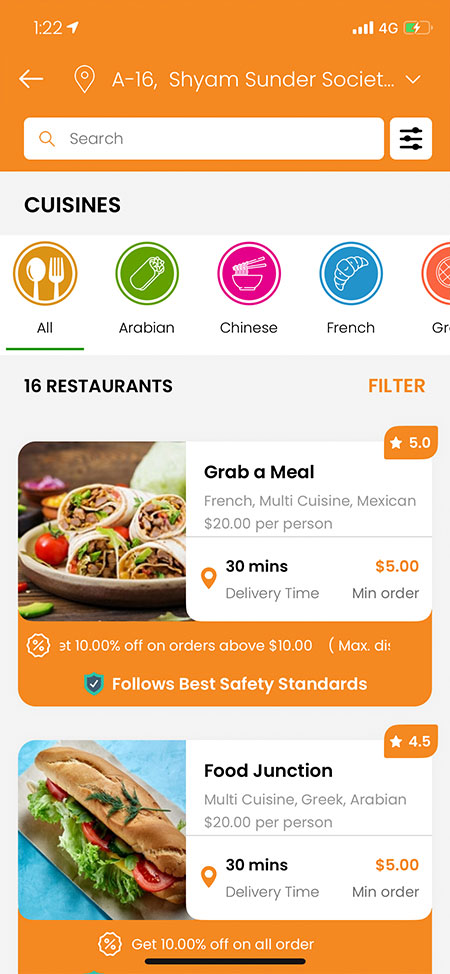 1:22 4G
A-16, Shyam Sunder Societ...
Search
CUISINES
All Arabian Chinese French Gr
16 RESTAURANTS FILTER
5.0
Grab a Meal
French, Multi Cuisine, Mexican
$20.00 per person
30 mins $5.00
Delivery Time Min order
et 10.00% off on orders above $10.00 ( Max. dis
Follows Best Safety Standards
4.5
Food Junction
Multi Cuisine, Greek, Arabian
$20.00 per person
30 mins $5.00
Delivery Time Min order
Get 10.00% off on all order